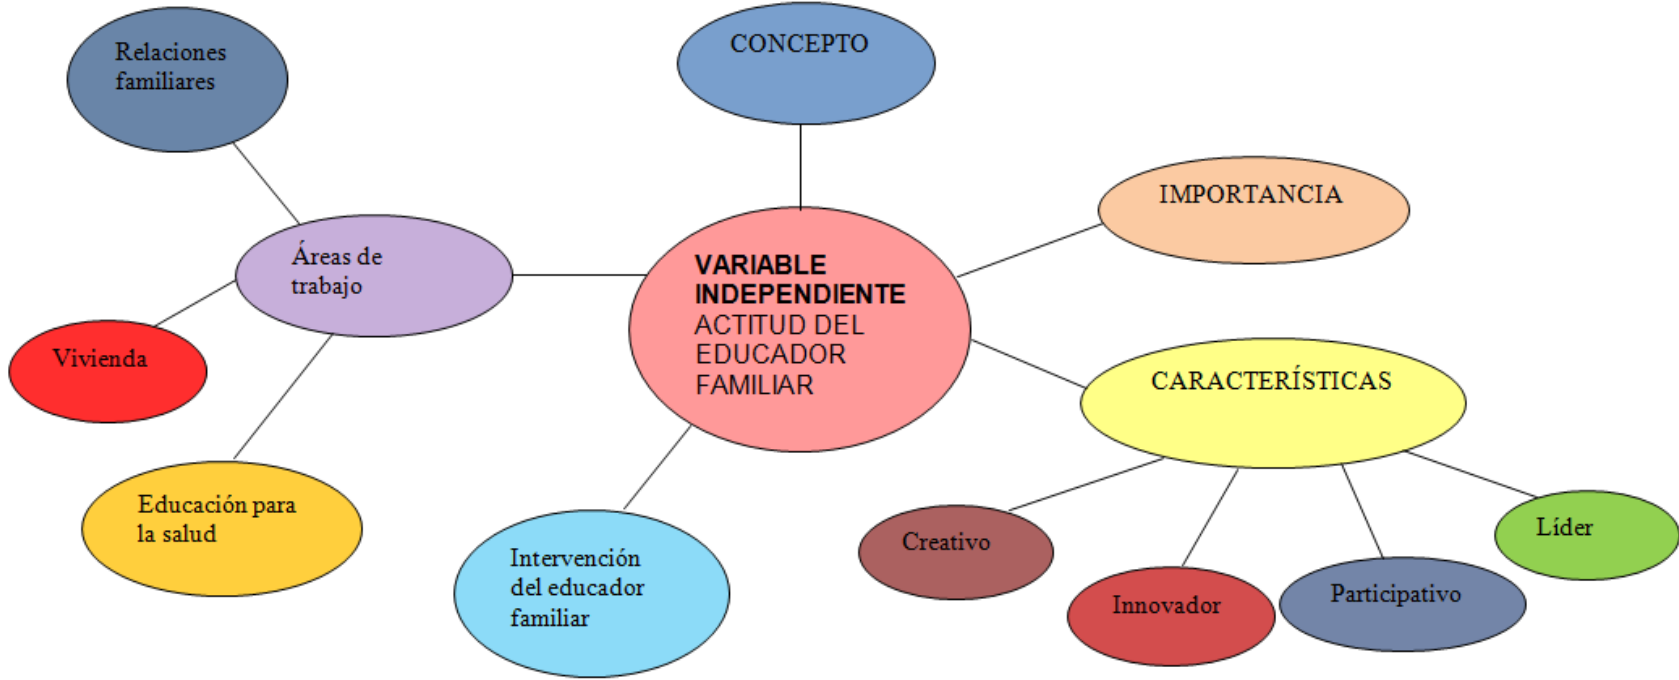 Relaciones
familiares
CONCEPTO
IMPORTANCIA
Áreas de
trabajo
VARIABLE
INDEPENDIENTE
ACTITUD DEL
EDUCADOR
FAMILIAR
Vivienda
CARACTERÍSTICAS
Educación para
la salud
Intervención
del educador
familiar
Creativo
Innovador
Participativo
Líder